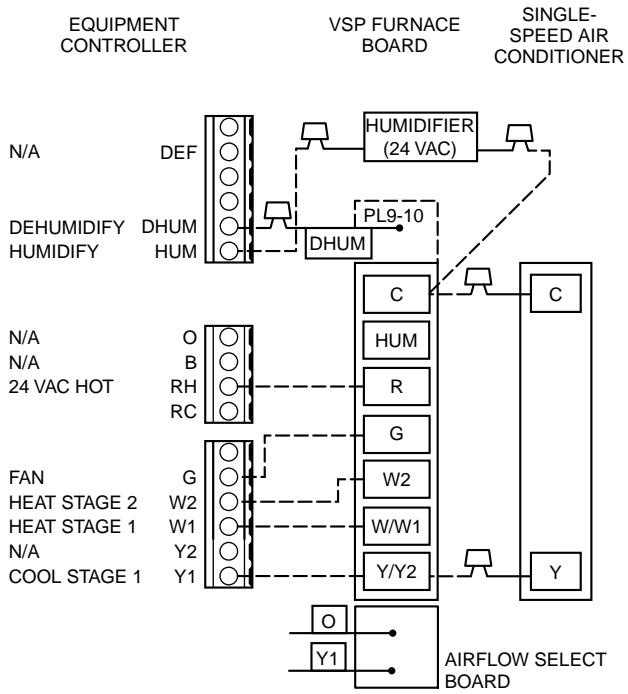 EQUIPMENT
CONTROLLER
VSP FURNACE
BOARD
SINGLE-
SPEED AIR
CONDITIONER
HUMIDIFIER
(24 VAC)
N/A DEF
PL9-10
DEHUMIDIFY DHUM
HUMIDIFY HUM
DHUM
C
C
HUM
N/A O
N/A B
24 VAC HOT RH
R
RC
G
FAN G
W2
HEAT STAGE 2 W2
HEAT STAGE 1 W1
W/W1
N/A Y2
COOL STAGE 1 Y1
Y/Y2
Y
O
Y1
AIRFLOW SELECT
BOARD